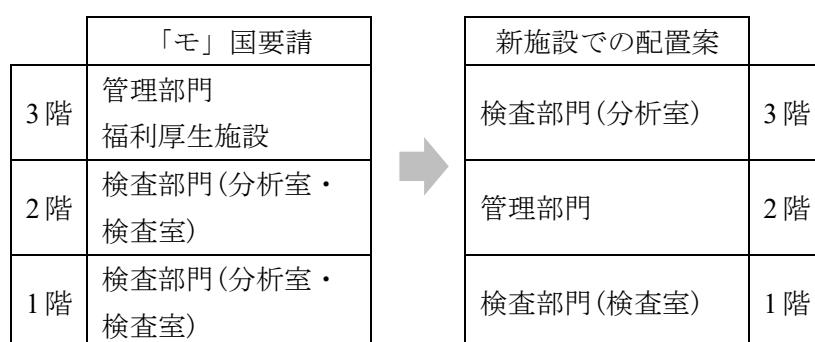 「モ」国要請
3階
管理部門
福利厚生施設
2階
検査部門(分析室・
検査室)
1階
検査部門(分析室・
検査室)
新施設での配置案
検査部門(分析室)
3階
管理部門
2階
検査部門(検査室)
1階